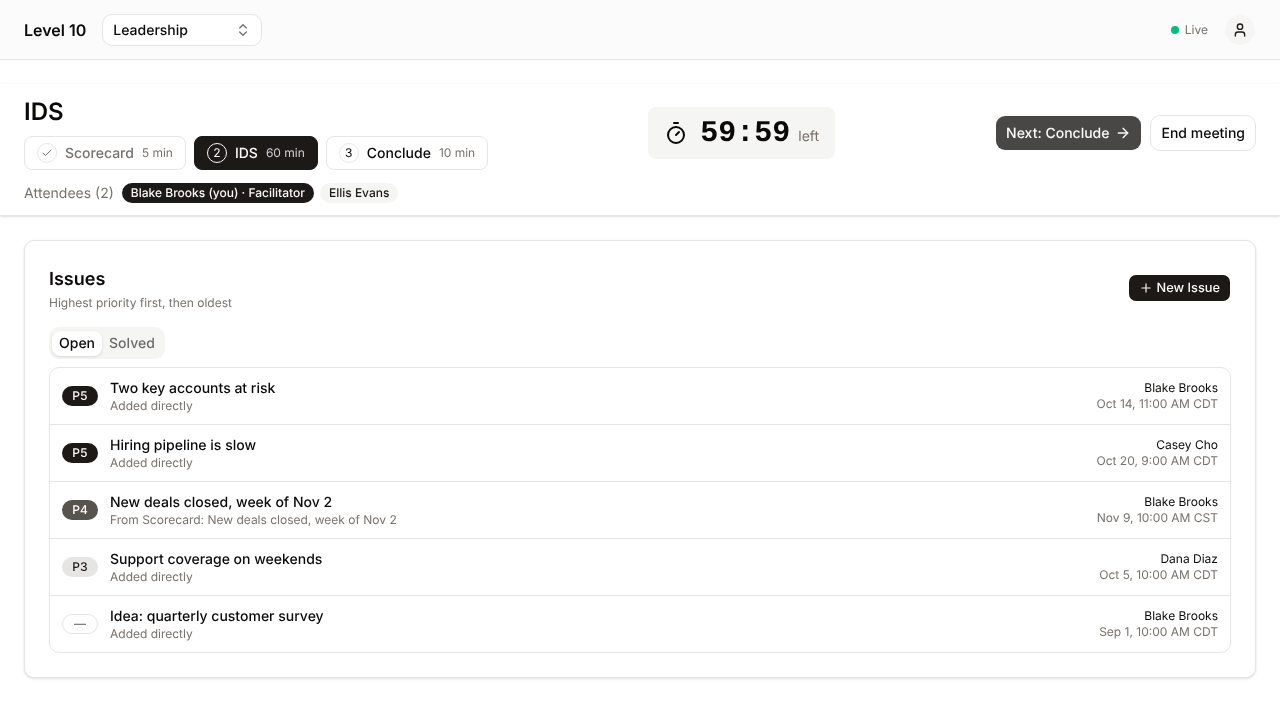 Level 10
Leadership
Live
IDS
Scorecard 5 min
2 IDS 60 min
3 Conclude 10 min
59:59 left
Next: Conclude
End meeting
Attendees (2) Blake Brooks (you) · Facilitator Ellis Evans
Issues
Highest priority first, then oldest
New Issue
Open Solved
P5 Two key accounts at risk
Added directly
Blake Brooks
Oct 14, 11:00 AM CDT
P5 Hiring pipeline is slow
Added directly
Casey Cho
Oct 20, 9:00 AM CDT
P4 New deals closed, week of Nov 2
From Scorecard: New deals closed, week of Nov 2
Blake Brooks
Nov 9, 10:00 AM CST
P3 Support coverage on weekends
Added directly
Dana Diaz
Oct 5, 10:00 AM CDT
— Idea: quarterly customer survey
Added directly
Blake Brooks
Sep 1, 10:00 AM CDT